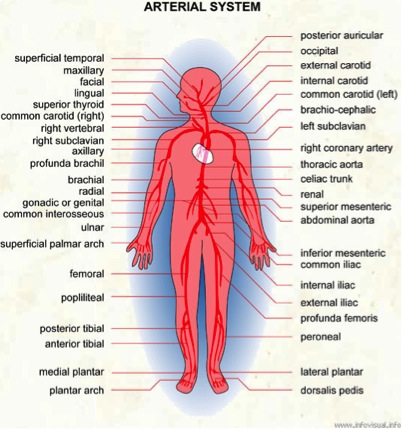 ARTERIAL SYSTEM
superficial temporal
maxillary
facial
lingual
superior thyroid
common carotid (right)
right vertebral
right subclavian
axillary
profunda brachil
brachial
radial
gonadic or genital
common interosseous
ulnar
superficial palmar arch
femoral
popliliteal
posterior tibial
anterior tibial
medial plantar
plantar arch
posterior auricular
occipital
external carotid
internal carotid
common carotid (left)
brachio-cephalic
left subclavian
right coronary artery
thoracic aorta
celiac trunk
renal
superior mesenteric
abdominal aorta
inferior mesenteric
common iliac
internal iliac
external iliac
profunda femoris
peroneal
lateral plantar
dorsalis pedis
www.infovisual.info